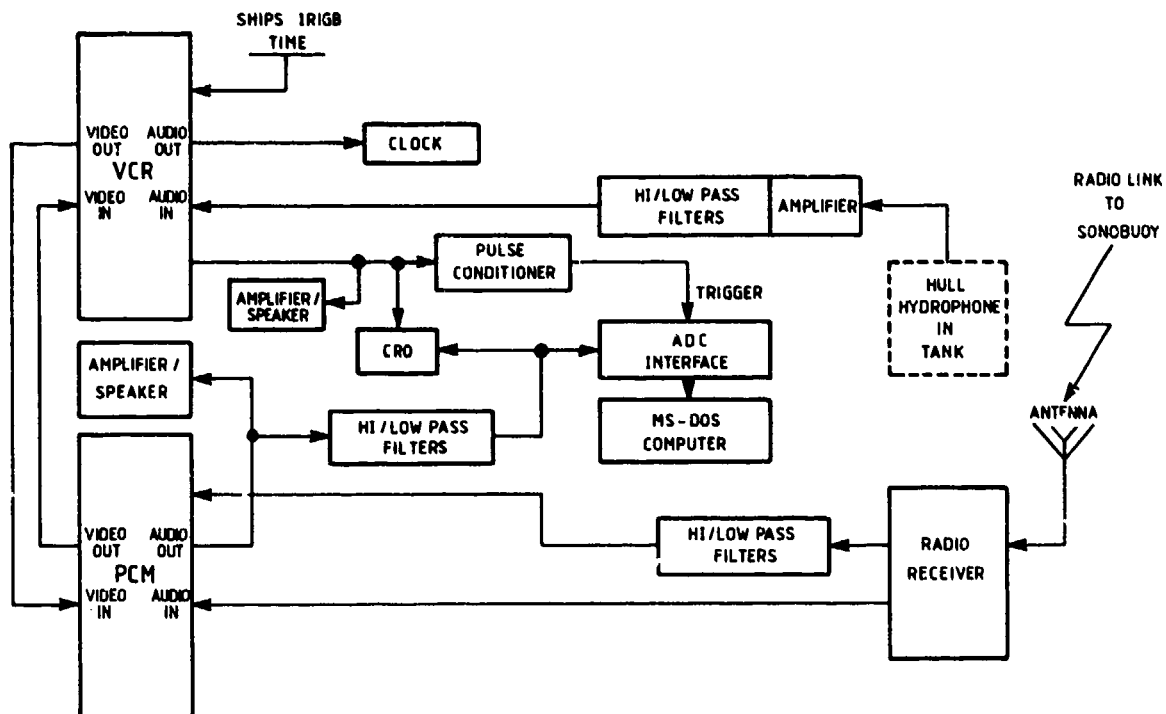 SHIPS IRIGB
TIME
VIDEO
OUT
AUDIO
OUT
VCR
VIDEO
IN
AUDIO
IN
CLOCK
HI/LOW PASS
FILTERS
AMPLIFIER
RADIO LINK
TO
SONOBUOY
PULSE
CONDITIONER
AMPLIFIER/
SPEAKER
TRIGGER
HULL
HYDROPHONE
IN
TANK
CRO
ADC
INTERFACE
AMPLIFIER/
SPEAKER
HI/LOW PASS
FILTERS
MS-DOS
COMPUTER
ANTENNA
VIDEO
OUT
AUDIO
OUT
PCM
VIDEO
IN
AUDIO
IN
HI/LOW PASS
FILTERS
RADIO
RECEIVER